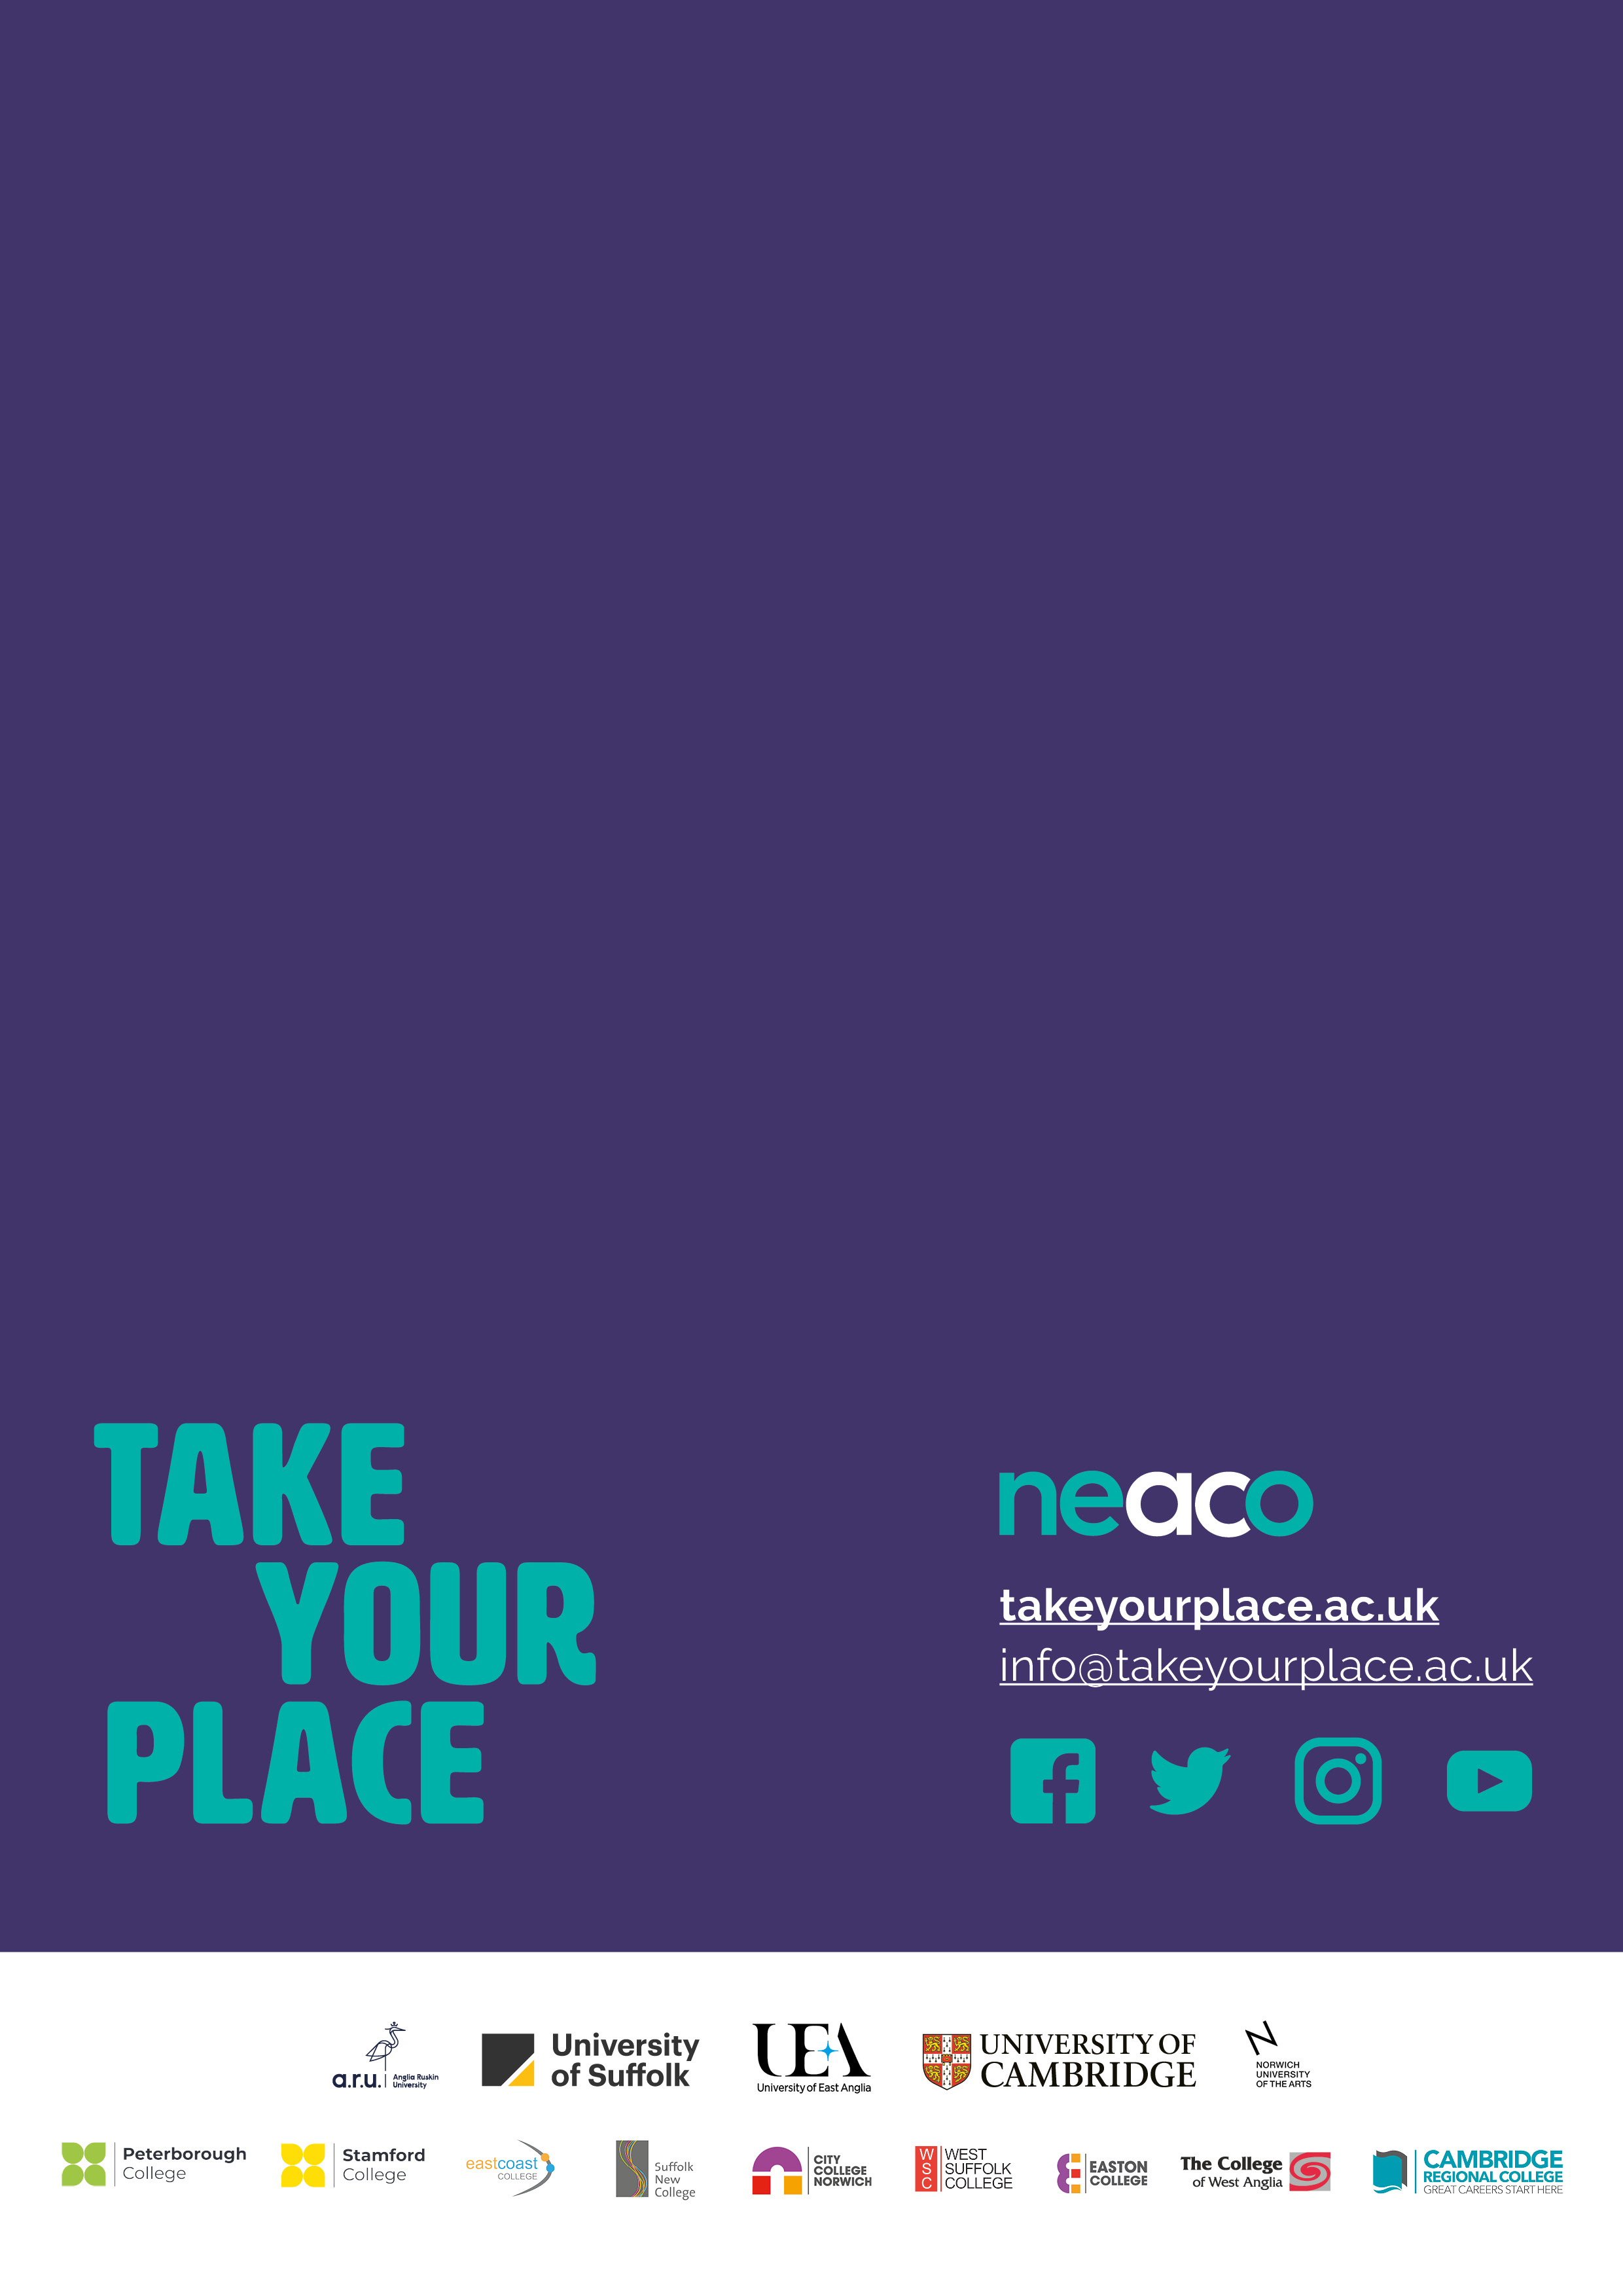 TAKE
YOUR
PLACE
neaco
takeyourplace.ac.uk
info@takeyourplace.ac.uk
a.r.u.
Anglia Ruskin
University
University
of Suffolk
UEA
University of East Anglia
UNIVERSITY OF
CAMBRIDGE
N
NORWICH
UNIVERSITY
OF THE ARTS
Peterborough
College
Stamford
College
eastcoast
COLLEGE
Suffolk
New
College
CITY
COLLEGE
NORWICH
WSC
WEST
SUFFOLK
COLLEGE
EASTON
COLLEGE
The College
of West Anglia
CAMBRIDGE
REGIONAL COLLEGE
GREAT CAREERS START HERE